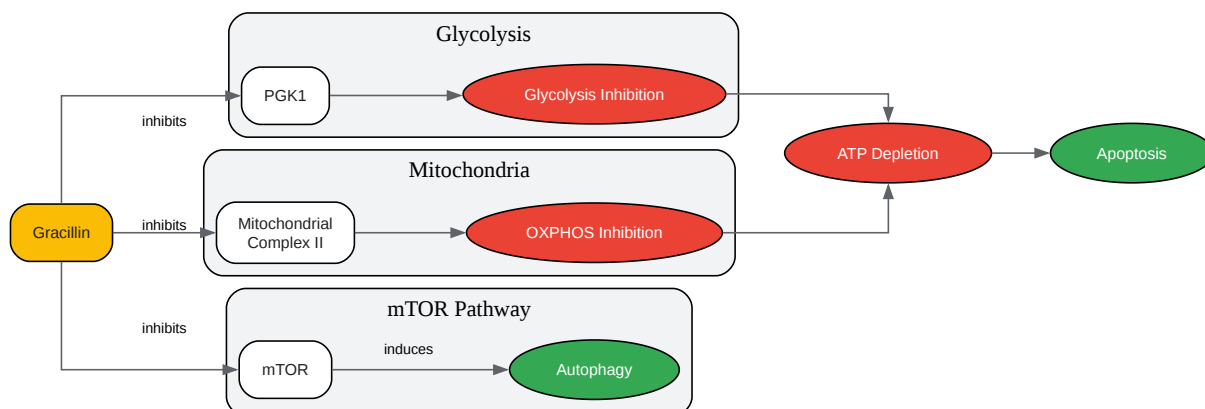 Glycolysis
PGK1
Glycolysis Inhibition
inhibits
ATP Depletion
Apoptosis
Mitochondria
Gracillin
inhibits
Mitochondrial
Complex II
OXPHOS Inhibition
mTOR Pathway
inhibits
mTOR
induces
Autophagy